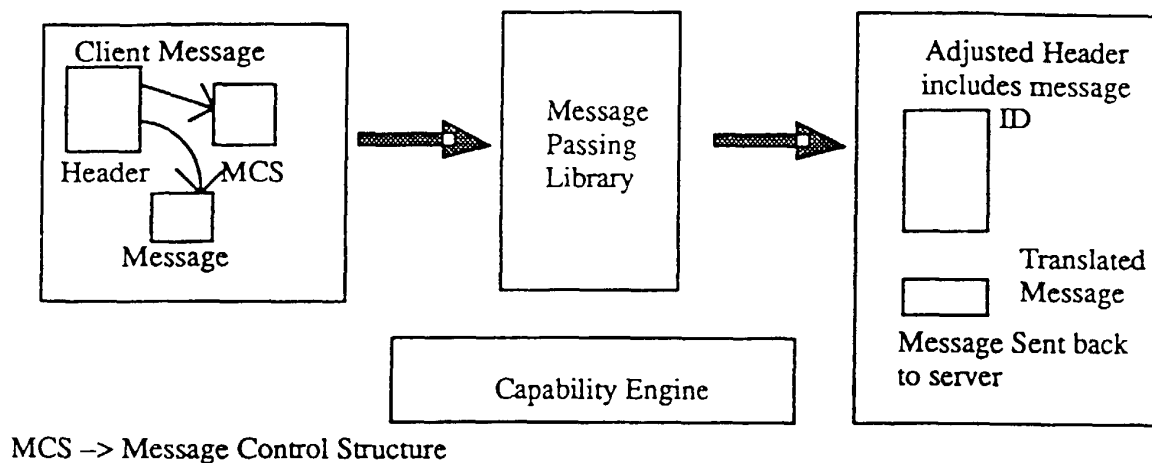 Client Message
Header
MCS
Message
Message
Passing
Library
Adjusted Header
includes message
ID
Translated
Message
Message Sent back
to server
Capability Engine
MCS –> Message Control Structure